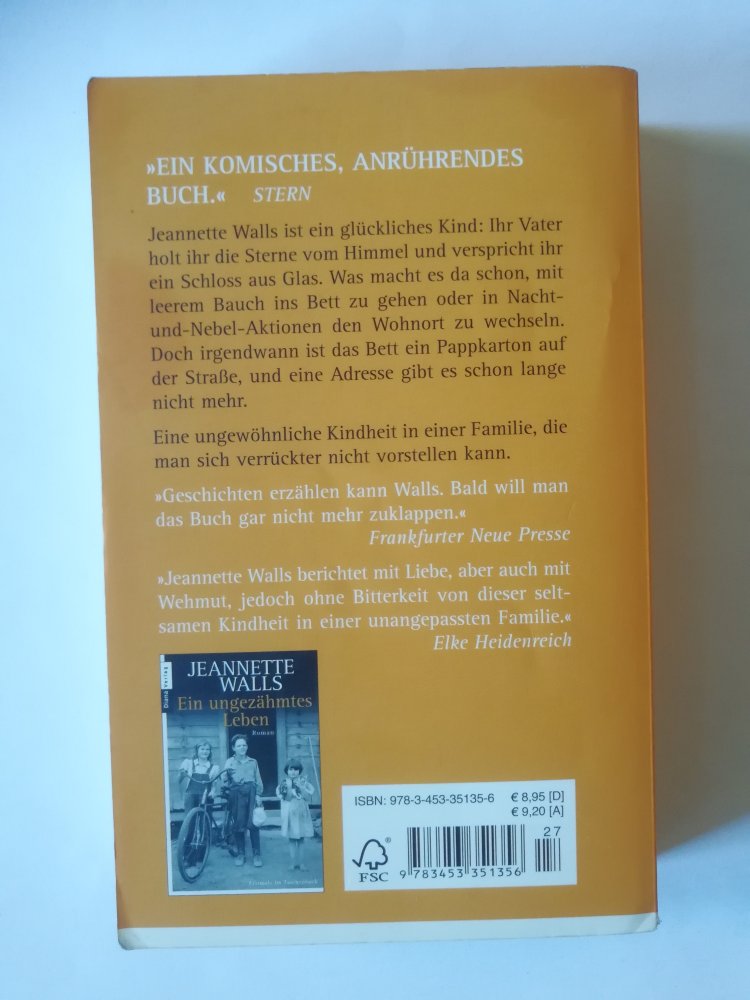 »EIN KOMISCHES, ANRÜHRENDES
BUCH.« STERN
Jeannette Walls ist ein glückliches Kind: Ihr Vater
holt ihr die Sterne vom Himmel und verspricht ihr
ein Schloss aus Glas. Was macht es da schon, mit
leerem Bauch ins Bett zu gehen oder in Nacht-
und-Nebel-Aktionen den Wohnort zu wechseln.
Doch irgendwann ist das Bett ein Pappkarton auf
der Straße, und eine Adresse gibt es schon lange
nicht mehr.
Eine ungewöhnliche Kindheit in einer Familie, die
man sich verrückter nicht vorstellen kann.
»Geschichten erzählen kann Walls. Bald will man
das Buch gar nicht mehr zuklappen.«
Frankfurter Neue Presse
»Jeannette Walls berichtet mit Liebe, aber auch mit
Wehmut, jedoch ohne Bitterkeit von dieser selt-
samen Kindheit in einer unangepassten Familie.«
Elke Heidenreich
Diana Verlag
JEANNETTE
WALLS
Ein ungezähmtes
Leben
Roman
Erstmals im Taschenbuch
ISBN: 978-3-453-35135-6 € 8,95 [D]
€ 9,20 [A]
27
®
FSC
9 783453 351356